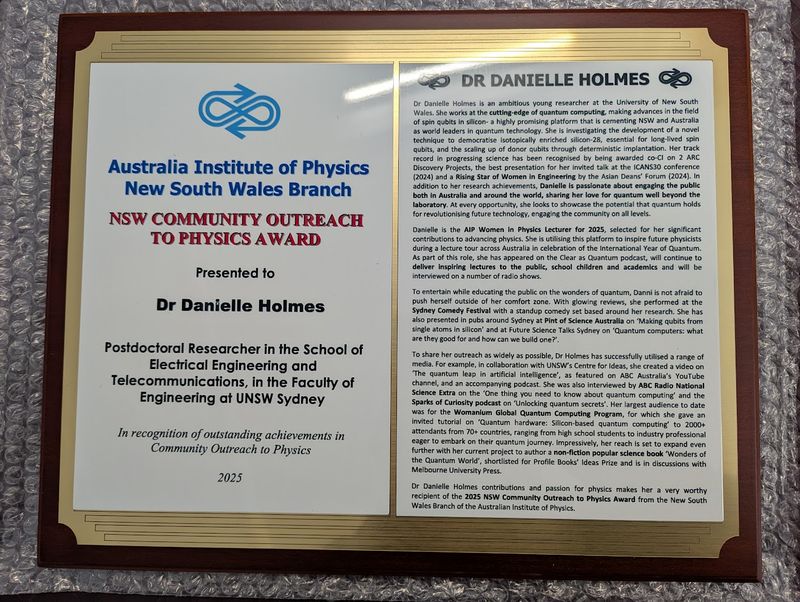 Australia Institute of Physics
New South Wales Branch
NSW COMMUNITY OUTREACH
TO PHYSICS AWARD
Presented to
Dr Danielle Holmes
Postdoctoral Researcher in the School of
Electrical Engineering and
Telecommunications, in the Faculty of
Engineering at UNSW Sydney
In recognition of outstanding achievements in
Community Outreach to Physics
2025
DR DANIELLE HOLMES
Dr Danielle Holmes is an ambitious young researcher at the University of New South
Wales. She works at the cutting-edge of quantum computing, making advances in the field
of spin qubits in silicon- a highly promising platform that is cementing NSW and Australia
as world leaders in quantum technology. She is investigating the development of a novel
technique to democratise isotopically enriched silicon-28, essential for long-lived spin
qubits, and the scaling up of donor qubits through deterministic implantation. Her track
record in progressing science has been recognised by being awarded co-CI on 2 ARC
Discovery Projects, the best presentation for her invited talk at the ICANS30 conference
(2024) and a Rising Star of Women in Engineering by the Asian Deans' Forum (2024). In
addition to her research achievements, Danielle is passionate about engaging the public
both in Australia and around the world, sharing her love for quantum well beyond the
laboratory. At every opportunity, she looks to showcase the potential that quantum holds
for revolutionising future technology, engaging the community on all levels.
Danielle is the AIP Women in Physics Lecturer for 2025, selected for her significant
contributions to advancing physics. She is utilising this platform to inspire future physicists
during a lecture tour across Australia in celebration of the International Year of Quantum.
As part of this role, she has appeared on the Clear as Quantum podcast, will continue to
deliver inspiring lectures to the public, school children and academics and will be
interviewed on a number of radio shows.
To entertain while educating the public on the wonders of quantum, Danni is not afraid to
push herself outside of her comfort zone. With glowing reviews, she performed at the
Sydney Comedy Festival with a standup comedy set based around her research. She has
also presented in pubs around Sydney at Pint of Science Australia on 'Making qubits from
single atoms in silicon' and at Future Science Talks Sydney on 'Quantum computers: what
are they good for and how can we build one?'.
To share her outreach as widely as possible, Dr Holmes has successfully utilised a range of
media. For example, in collaboration with UNSW's Centre for Ideas, she created a video on
'The quantum leap in artificial intelligence', as featured on ABC Australia's YouTube
channel, and an accompanying podcast. She was also interviewed by ABC Radio National
Science Extra on the 'One thing you need to know about quantum computing' and the
Sparks of Curiosity podcast on 'Unlocking quantum secrets'. Her largest audience to date
was for the Womanium Global Quantum Computing Program, for which she gave an
invited tutorial on 'Quantum hardware: Silicon-based quantum computing' to 2000+
attendants from 70+ countries, ranging from high school students to industry professional
eager to embark on their quantum journey. Impressively, her reach is set to expand even
further with her current project to author a non-fiction popular science book 'Wonders of
the Quantum World', shortlisted for Profile Books' Ideas Prize and is in discussions with
Melbourne University Press.
Dr Danielle Holmes contributions and passion for physics makes her a very worthy
recipient of the 2025 NSW Community Outreach to Physics Award from the New South
Wales Branch of the Australian Institute of Physics.